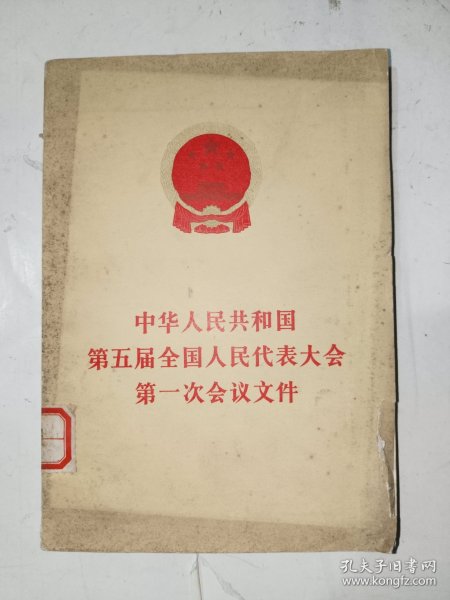 中华人民共和国
第五届全国人民代表大会
第一次会议文件
孔夫子旧书网
www.kongfz.com